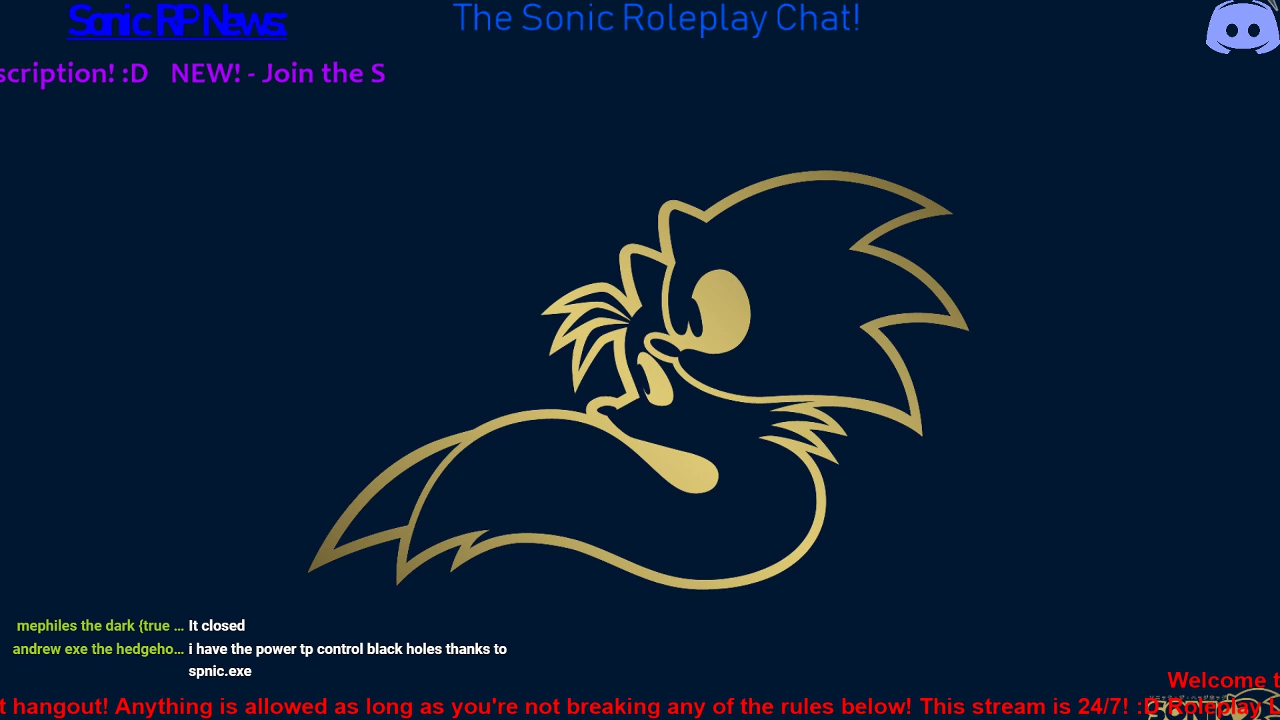 Sonic RP News:
The Sonic Roleplay Chat!
scription! :D NEW! - Join the S
mephiles the dark {true ... It closed
andrew exe the hedgeho... i have the power tp control black holes thanks to
spnic.exe
Welcome t
t hangout! Anything is allowed as long as you're not breaking any of the rules below! This stream is 24/7! :D Roleplay L